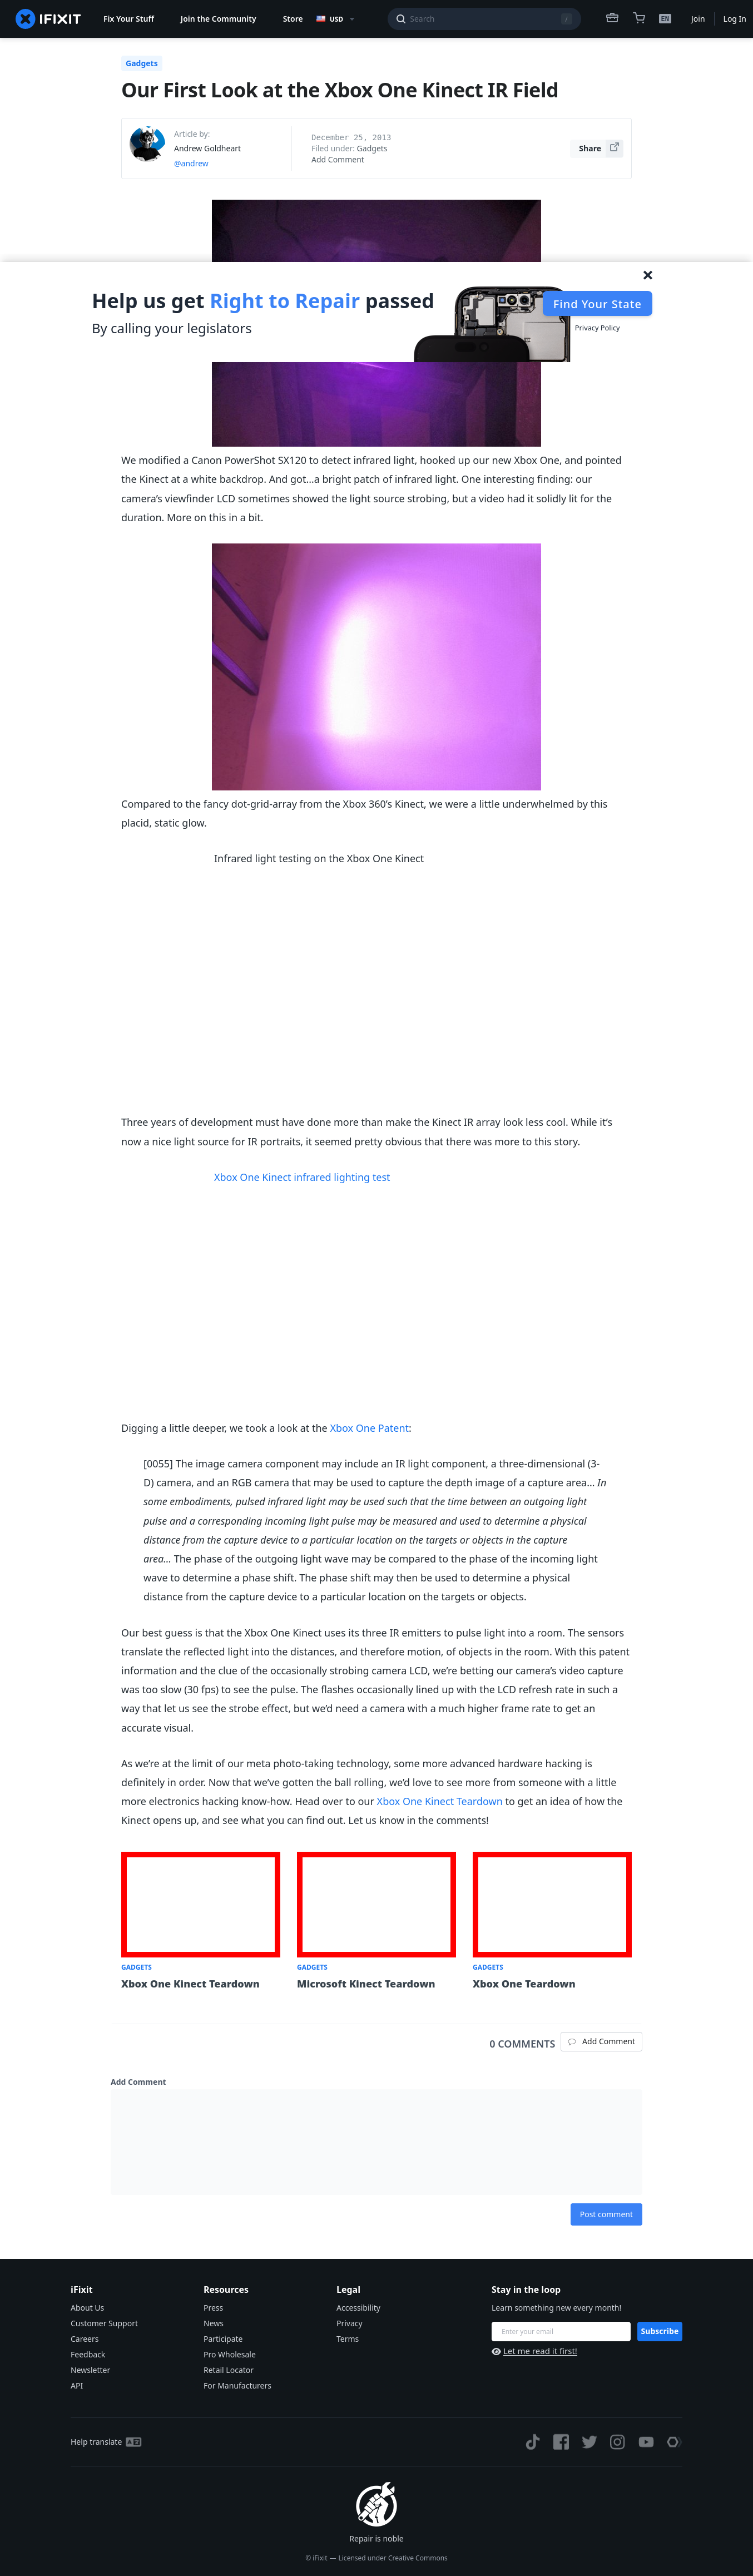 IFIXIT
Fix Your Stuff
Join the Community
Store
USD
Search
/
EN
Join
Log In
Gadgets
Our First Look at the Xbox One Kinect IR Field
Article by:
Andrew Goldheart
@andrew
December 25, 2013
Filed under: Gadgets
Add Comment
Share
Help us get Right to Repair passed
By calling your legislators
Find Your State
Privacy Policy
We modified a Canon PowerShot SX120 to detect infrared light, hooked up our new Xbox One, and pointed
the Kinect at a white backdrop. And got…a bright patch of infrared light. One interesting finding: our
camera’s viewfinder LCD sometimes showed the light source strobing, but a video had it solidly lit for the
duration. More on this in a bit.
Compared to the fancy dot-grid-array from the Xbox 360’s Kinect, we were a little underwhelmed by this
placid, static glow.
Infrared light testing on the Xbox One Kinect
Three years of development must have done more than make the Kinect IR array look less cool. While it’s
now a nice light source for IR portraits, it seemed pretty obvious that there was more to this story.
Xbox One Kinect infrared lighting test
Digging a little deeper, we took a look at the Xbox One Patent:
[0055] The image camera component may include an IR light component, a three-dimensional (3-
D) camera, and an RGB camera that may be used to capture the depth image of a capture area… In
some embodiments, pulsed infrared light may be used such that the time between an outgoing light
pulse and a corresponding incoming light pulse may be measured and used to determine a physical
distance from the capture device to a particular location on the targets or objects in the capture
area… The phase of the outgoing light wave may be compared to the phase of the incoming light
wave to determine a phase shift. The phase shift may then be used to determine a physical
distance from the capture device to a particular location on the targets or objects.
Our best guess is that the Xbox One Kinect uses its three IR emitters to pulse light into a room. The sensors
translate the reflected light into the distances, and therefore motion, of objects in the room. With this patent
information and the clue of the occasionally strobing camera LCD, we’re betting our camera’s video capture
was too slow (30 fps) to see the pulse. The flashes occasionally lined up with the LCD refresh rate in such a
way that let us see the strobe effect, but we’d need a camera with a much higher frame rate to get an
accurate visual.
As we’re at the limit of our meta photo-taking technology, some more advanced hardware hacking is
definitely in order. Now that we’ve gotten the ball rolling, we’d love to see more from someone with a little
more electronics hacking know-how. Head over to our Xbox One Kinect Teardown to get an idea of how the
Kinect opens up, and see what you can find out. Let us know in the comments!
GADGETS
Xbox One Kinect Teardown
GADGETS
Microsoft Kinect Teardown
GADGETS
Xbox One Teardown
0 COMMENTS
Add Comment
Add Comment
Post comment
iFixit
About Us
Customer Support
Careers
Feedback
Newsletter
API
Resources
Press
News
Participate
Pro Wholesale
Retail Locator
For Manufacturers
Legal
Accessibility
Privacy
Terms
Stay in the loop
Learn something new every month!
Enter your email
Subscribe
Let me read it first!
Help translate
Repair is noble
© iFixit — Licensed under Creative Commons